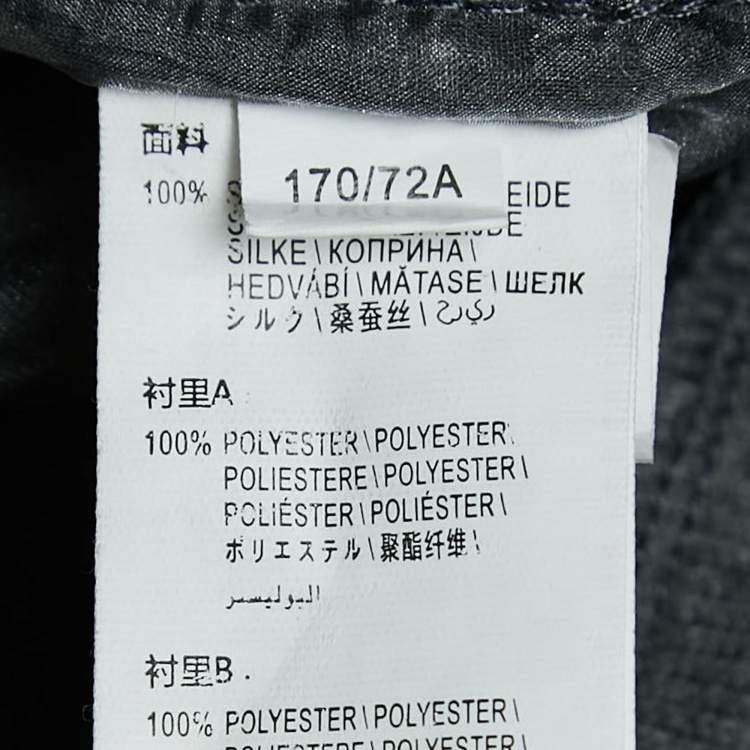 面料
170/72A
100%
EIDE
SILKE\КОПРИНА\
HEDVÁBÍ\MĂTASE\ШЕЛК
シルク\桑蚕丝\حرير
衬里A
100% POLYESTER\POLYESTER\
POLIESTERE\POLYESTER\
POLIÉSTER\POLIÉSTER\
ポリエステル\聚酯纤维\
البوليستر
衬里B
100% POLYESTER\POLYESTER\
POLIESTERE\POLYESTER\